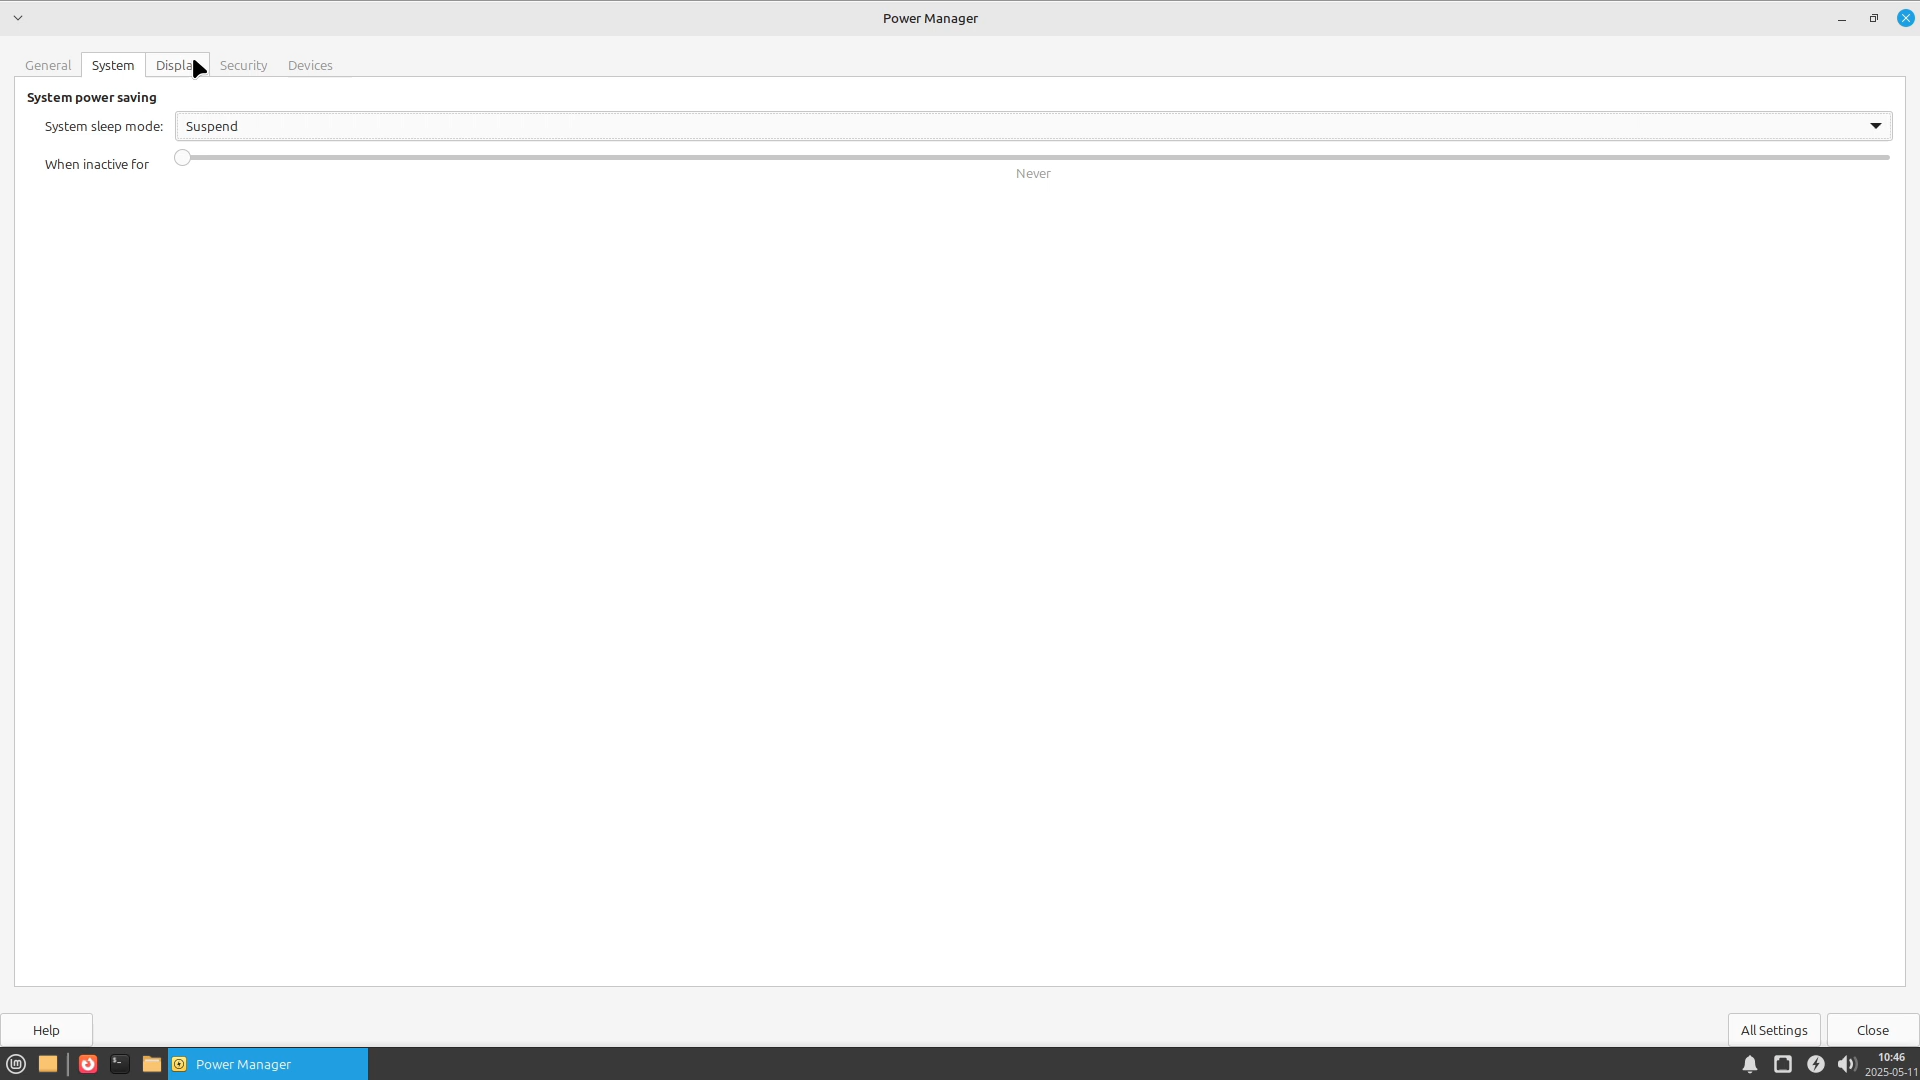 Power Manager
General System Display Security Devices
System power saving
System sleep mode: Suspend
When inactive for
Never
Help All Settings Close
Power Manager
10:46
2025-05-11